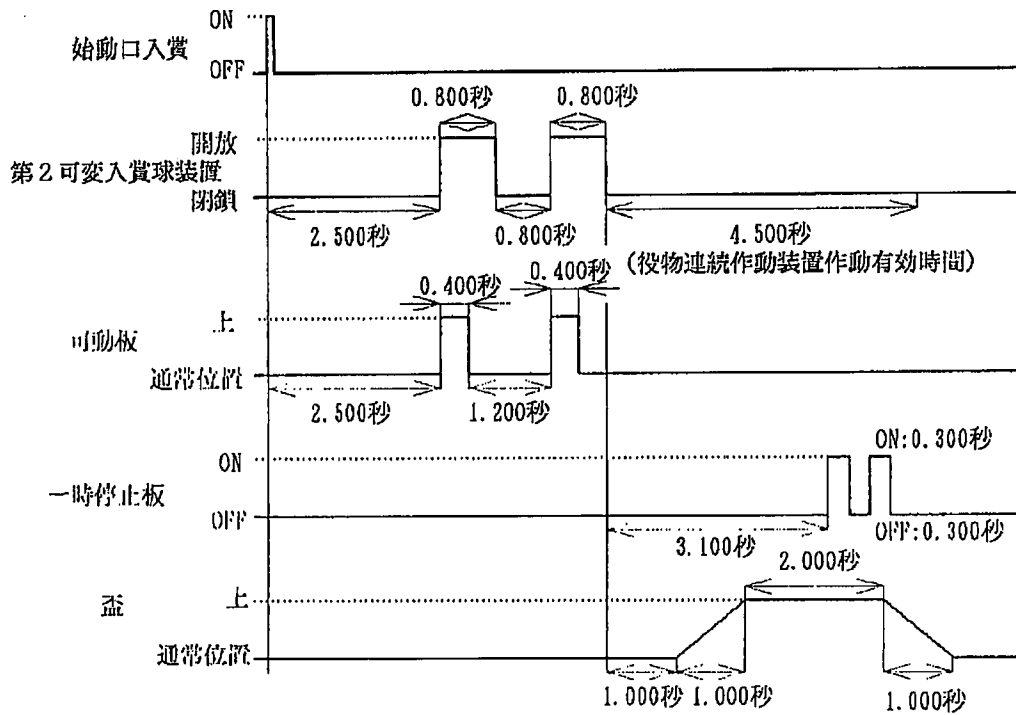 ON
始動口入賞
OFF
0.800秒 0.800秒
開放
第2可変入賞球装置
閉鎖
2.500秒 0.800秒 4.500秒
(役物連続作動装置作動有効時間)
0.400秒 0.400秒
上
可動板
通常位置
2.500秒 1.200秒
ON ON:0.300秒
一時停止板
OFF OFF:0.300秒
3.100秒
2.000秒
盃 上
通常位置
1.000秒 1.000秒 1.000秒